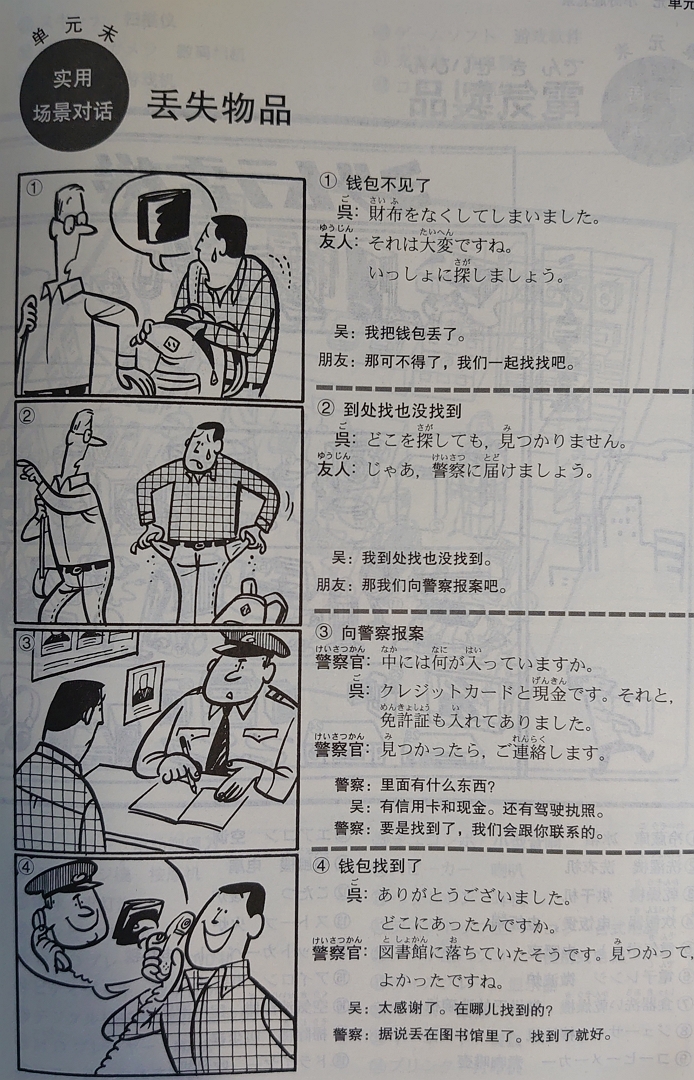 单元
单元末
实用
场景对话
丢失物品
① 钱包不见了
呉：財布をなくしてしまいました。
友人：それは大変ですね。
いっしょに探しましょう。
吴：我把钱包丢了。
朋友：那可不得了，我们一起找找吧。
② 到处找也没找到
呉：どこを探しても，見つかりません。
友人：じゃあ，警察に届けましょう。
吴：我到处找也没找到。
朋友：那我们向警察报案吧。
③ 向警察报案
警察官：中には何が入っていますか。
呉：クレジットカードと現金です。それと，
免許証も入れてありました。
警察官：見つかったら，ご連絡します。
警察：里面有什么东西？
吴：有信用卡和现金。还有驾驶执照。
警察：要是找到了，我们会跟你联系的。
④ 钱包找到了
呉：ありがとうございました。
どこにあったんですか。
警察官：図書館に落ちていたそうです。見つかって，
よかったですね。
吴：太感谢了。在哪儿找到的？
警察：据说丢在图书馆里了。找到了就好。